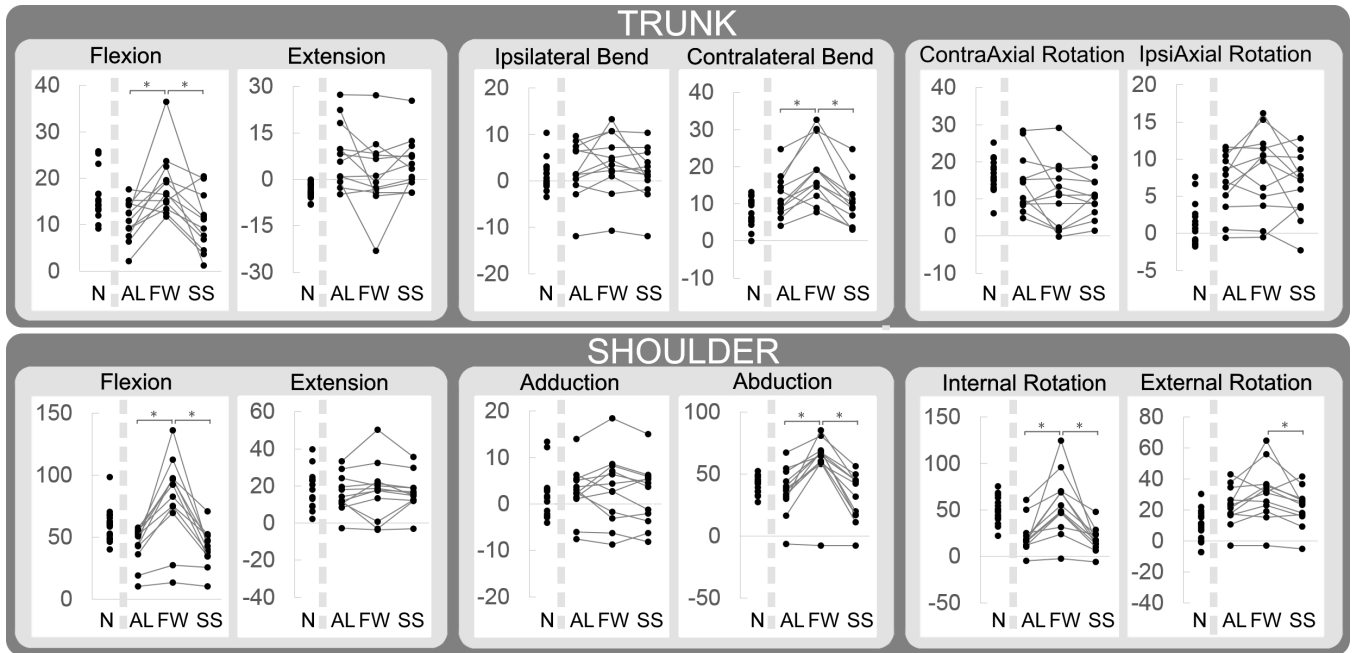 TRUNK
Flexion Extension Ipsilateral Bend Contralateral Bend ContraAxial Rotation IpsiAxial Rotation
40 30 20 40 40 20
* * * *
30 15 10 30 30 15
20 0 0 20 20 10
10 -15 -10 10 10 5
0 -30 -20 0 0 0
-10 -10 -5
N AL FW SS N AL FW SS N AL FW SS N AL FW SS N AL FW SS N AL FW SS
SHOULDER
Flexion Extension Adduction Abduction Internal Rotation External Rotation
150 60 20 100 150 80
* * * * * * *
100 40 10 50 100 60
50 20 0 0 50 40
0 0 -10 -50 0 20
-20 -20 -50 0
-40 -20
-40
N AL FW SS N AL FW SS N AL FW SS N AL FW SS N AL FW SS N AL FW SS